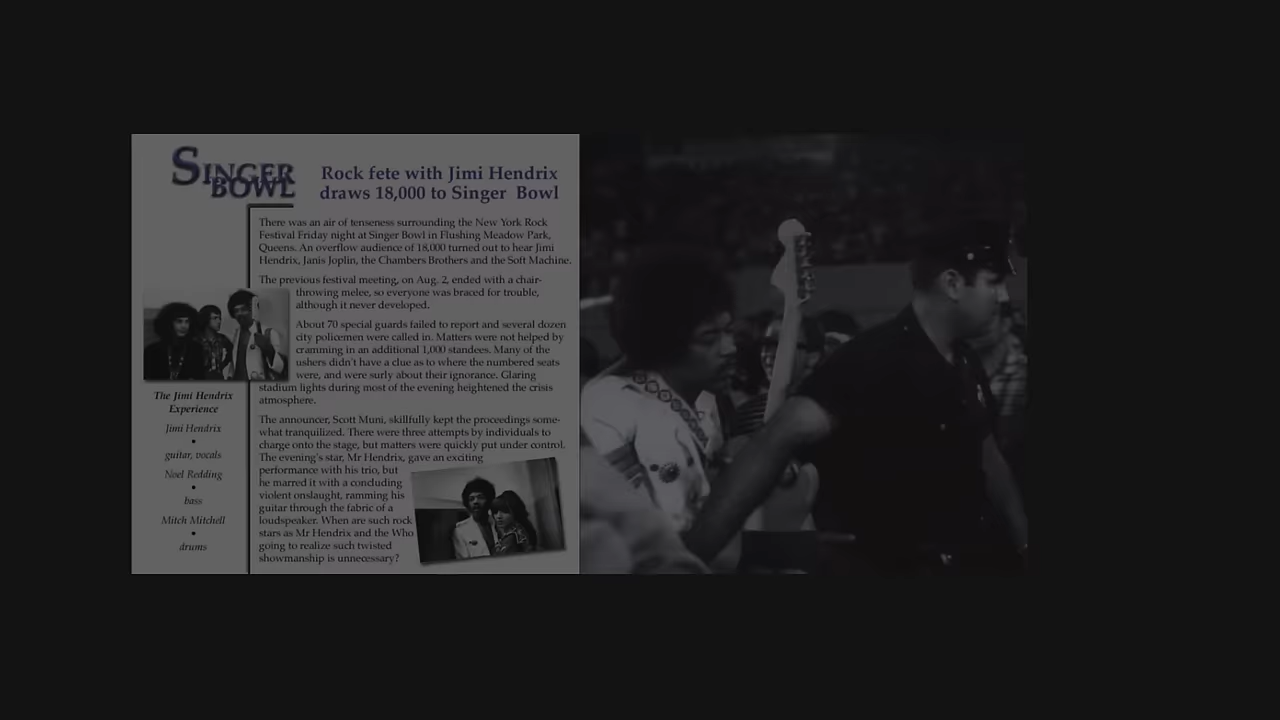 SINGER
BOWL
Rock fete with Jimi Hendrix
draws 18,000 to Singer Bowl
There was an air of tenseness surrounding the New York Rock
Festival Friday night at Singer Bowl in Flushing Meadow Park,
Queens. An overflow audience of 18,000 turned out to hear Jimi
Hendrix, Janis Joplin, the Chambers Brothers and the Soft Machine.
The previous festival meeting, on Aug. 2, ended with a chair-
throwing melee, so everyone was braced for trouble,
although it never developed.
About 70 special guards failed to report and several dozen
city policemen were called in. Matters were not helped by
cramming in an additional 1,000 standees. Many of the
ushers didn't have a clue as to where the numbered seats
were, and were surly about their ignorance. Glaring
stadium lights during most of the evening heightened the crisis
atmosphere.
The announcer, Scott Muni, skillfully kept the proceedings some-
what tranquilized. There were three attempts by individuals to
charge onto the stage, but matters were quickly put under control.
The evening's star, Mr Hendrix, gave an exciting
performance with his trio, but
he marred it with a concluding
violent onslaught, ramming his
guitar through the fabric of a
loudspeaker. When are such rock
stars as Mr Hendrix and the Who
going to realize such twisted
showmanship is unnecessary?
The Jimi Hendrix
Experience
Jimi Hendrix
•
guitar, vocals
Noel Redding
•
bass
Mitch Mitchell
•
drums